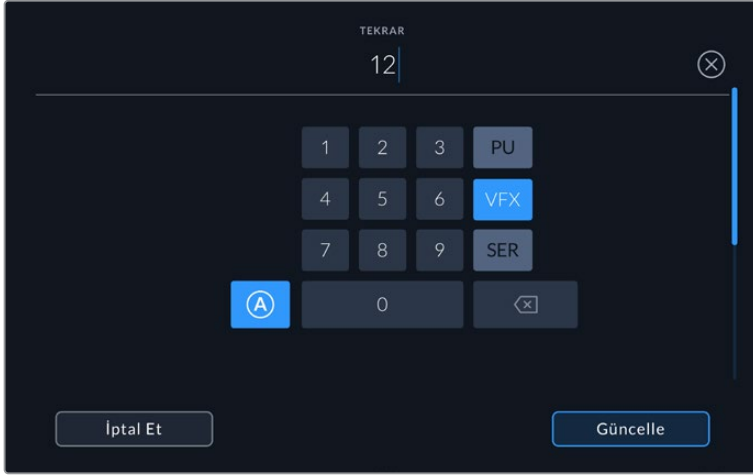 TEKRAR
12
1 2 3 PU
4 5 6 VFX
7 8 9 SER
A 0
İptal Et Güncelle